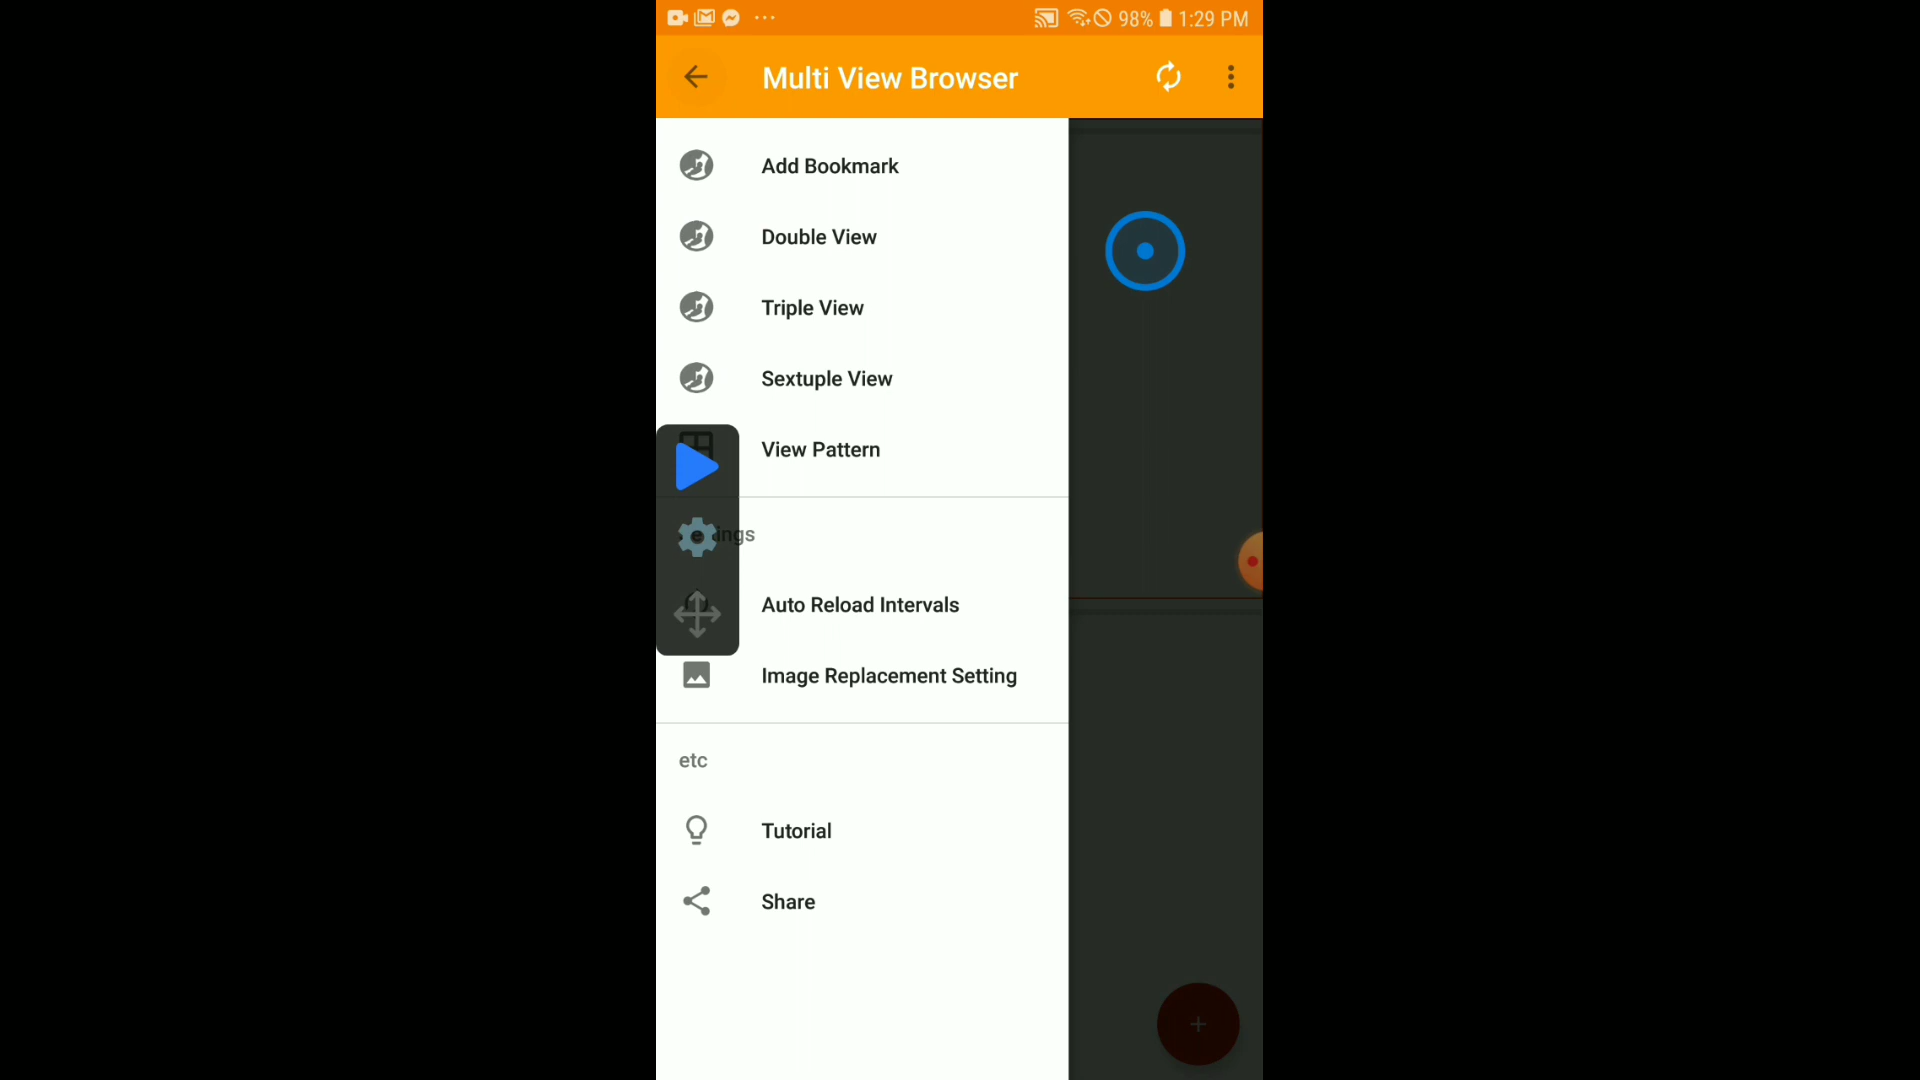 98% 1:29 PM
Multi View Browser
Add Bookmark
Double View
Triple View
Sextuple View
View Pattern
Auto Reload Intervals
Image Replacement Setting
etc
Tutorial
Share